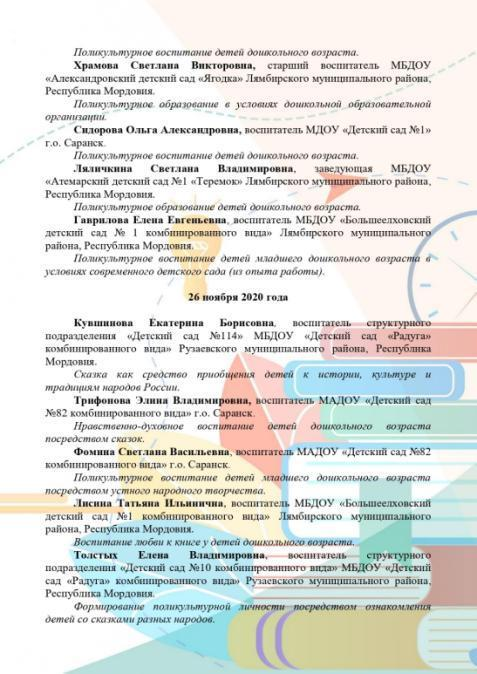 Поликультурное воспитание детей дошкольного возраста.
Храмова Светлана Викторовна, старший воспитатель МБДОУ
«Александровский детский сад «Ягодка» Лямбирского муниципального района,
Республика Мордовия.
Поликультурное образование в условиях дошкольной образовательной
организации.
Сидорова Ольга Александровна, воспитатель МДОУ «Детский сад №1»
г.о. Саранск.
Поликультурное воспитание детей дошкольного возраста.
Ляличкина Светлана Владимировна, заведующая МБДОУ
«Атемарский детский сад №1 «Теремок» Лямбирского муниципального района,
Республика Мордовия.
Поликультурное образование детей дошкольного возраста.
Гаврилова Елена Евгеньевна, воспитатель МБДОУ «Большеелховский
детский сад №1 комбинированного вида» Лямбирского муниципального
района, Республика Мордовия.
Поликультурное воспитание детей младшего дошкольного возраста в
условиях современного детского сада (из опыта работы).
26 ноября 2020 года
Кувшинова Екатерина Борисовна, воспитатель структурного
подразделения «Детский сад №114» МБДОУ «Детский сад «Радуга»
комбинированного вида» Рузаевского муниципального района, Республика
Мордовия.
Сказка как средство приобщения детей к истории, культуре и
традициям народов России.
Трифонова Элина Владимировна, воспитатель МАДОУ «Детский сад
№82 комбинированного вида» г.о. Саранск.
Нравственно-духовное воспитание детей дошкольного возраста
посредством сказок.
Фомина Светлана Васильевна, воспитатель МАДОУ «Детский сад №82
комбинированного вида» г.о. Саранск.
Поликультурное воспитание детей младшего дошкольного возраста
посредством устного народного творчества.
Лисина Татьяна Ильинична, воспитатель МБДОУ «Большеелховский
детский сад №1 комбинированного вида» Лямбирского муниципального
района, Республика Мордовия.
Воспитание любви к книге у детей дошкольного возраста.
Толстых Елена Владимировна, воспитатель структурного
подразделения «Детский сад №10 комбинированного вида» МБДОУ «Детский
сад «Радуга» комбинированного вида» Рузаевского муниципального района,
Республика Мордовия.
Формирование поликультурной личности посредством ознакомления
детей со сказками разных народов.